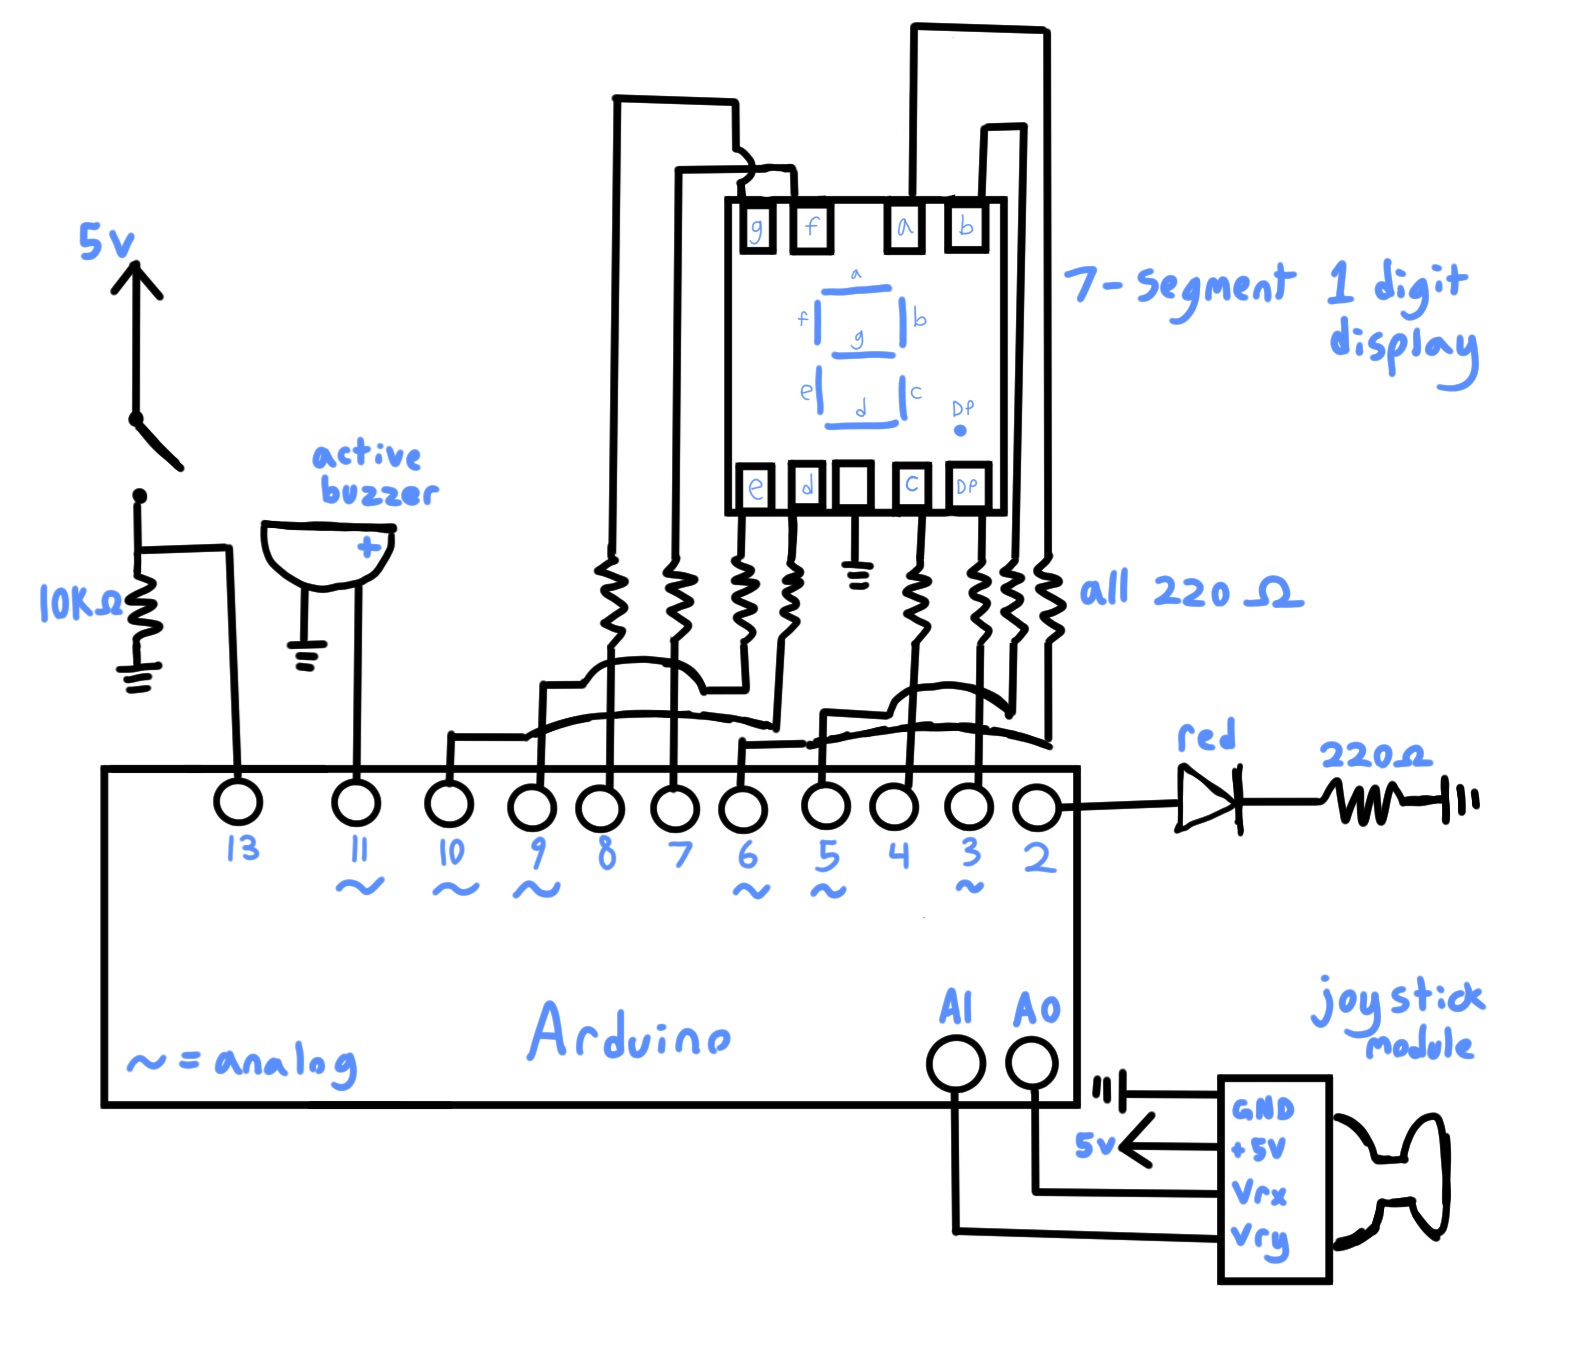 5v
10KΩ
active
buzzer
+
g f a b
a
f b
g
e c
d
DP
e d c DP
7-segment 1 digit
display
all 220 Ω
red
220Ω
13 11 10 9 8 7 6 5 4 3 2
~ ~ ~ ~ ~ ~
A1 A0
Arduino
~ = analog
joystick
module
GND
5v
+5V
Vrx
Vry